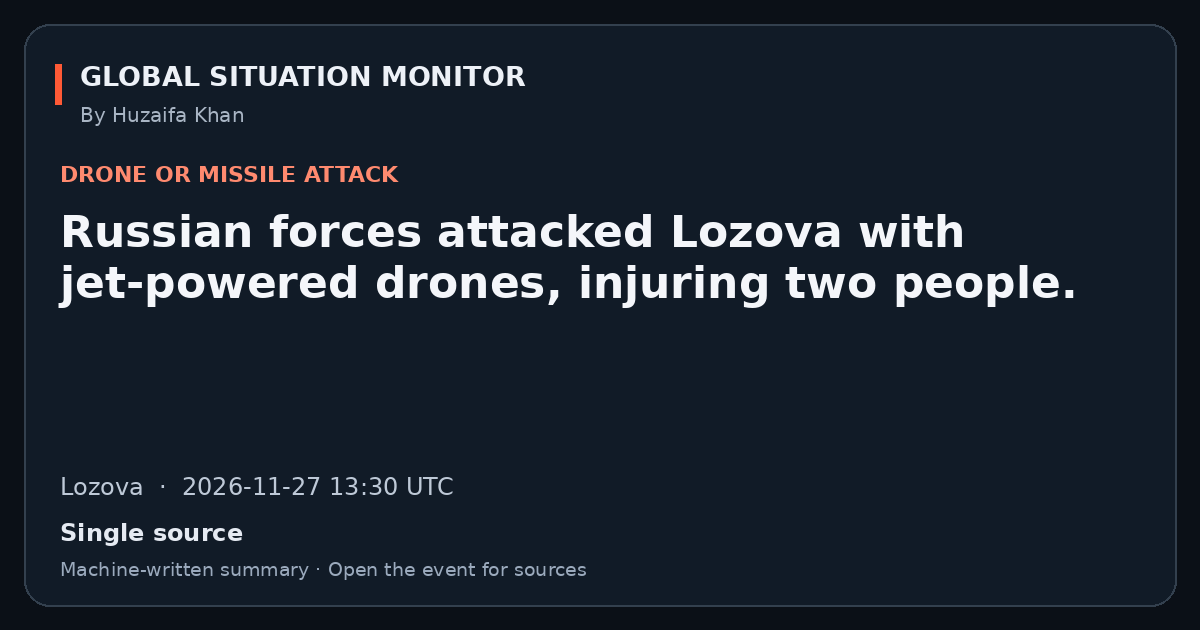 GLOBAL SITUATION MONITOR
By Huzaifa Khan
DRONE OR MISSILE ATTACK
Russian forces attacked Lozova with
jet-powered drones, injuring two people.
Lozova · 2026-11-27 13:30 UTC
Single source
Machine-written summary · Open the event for sources